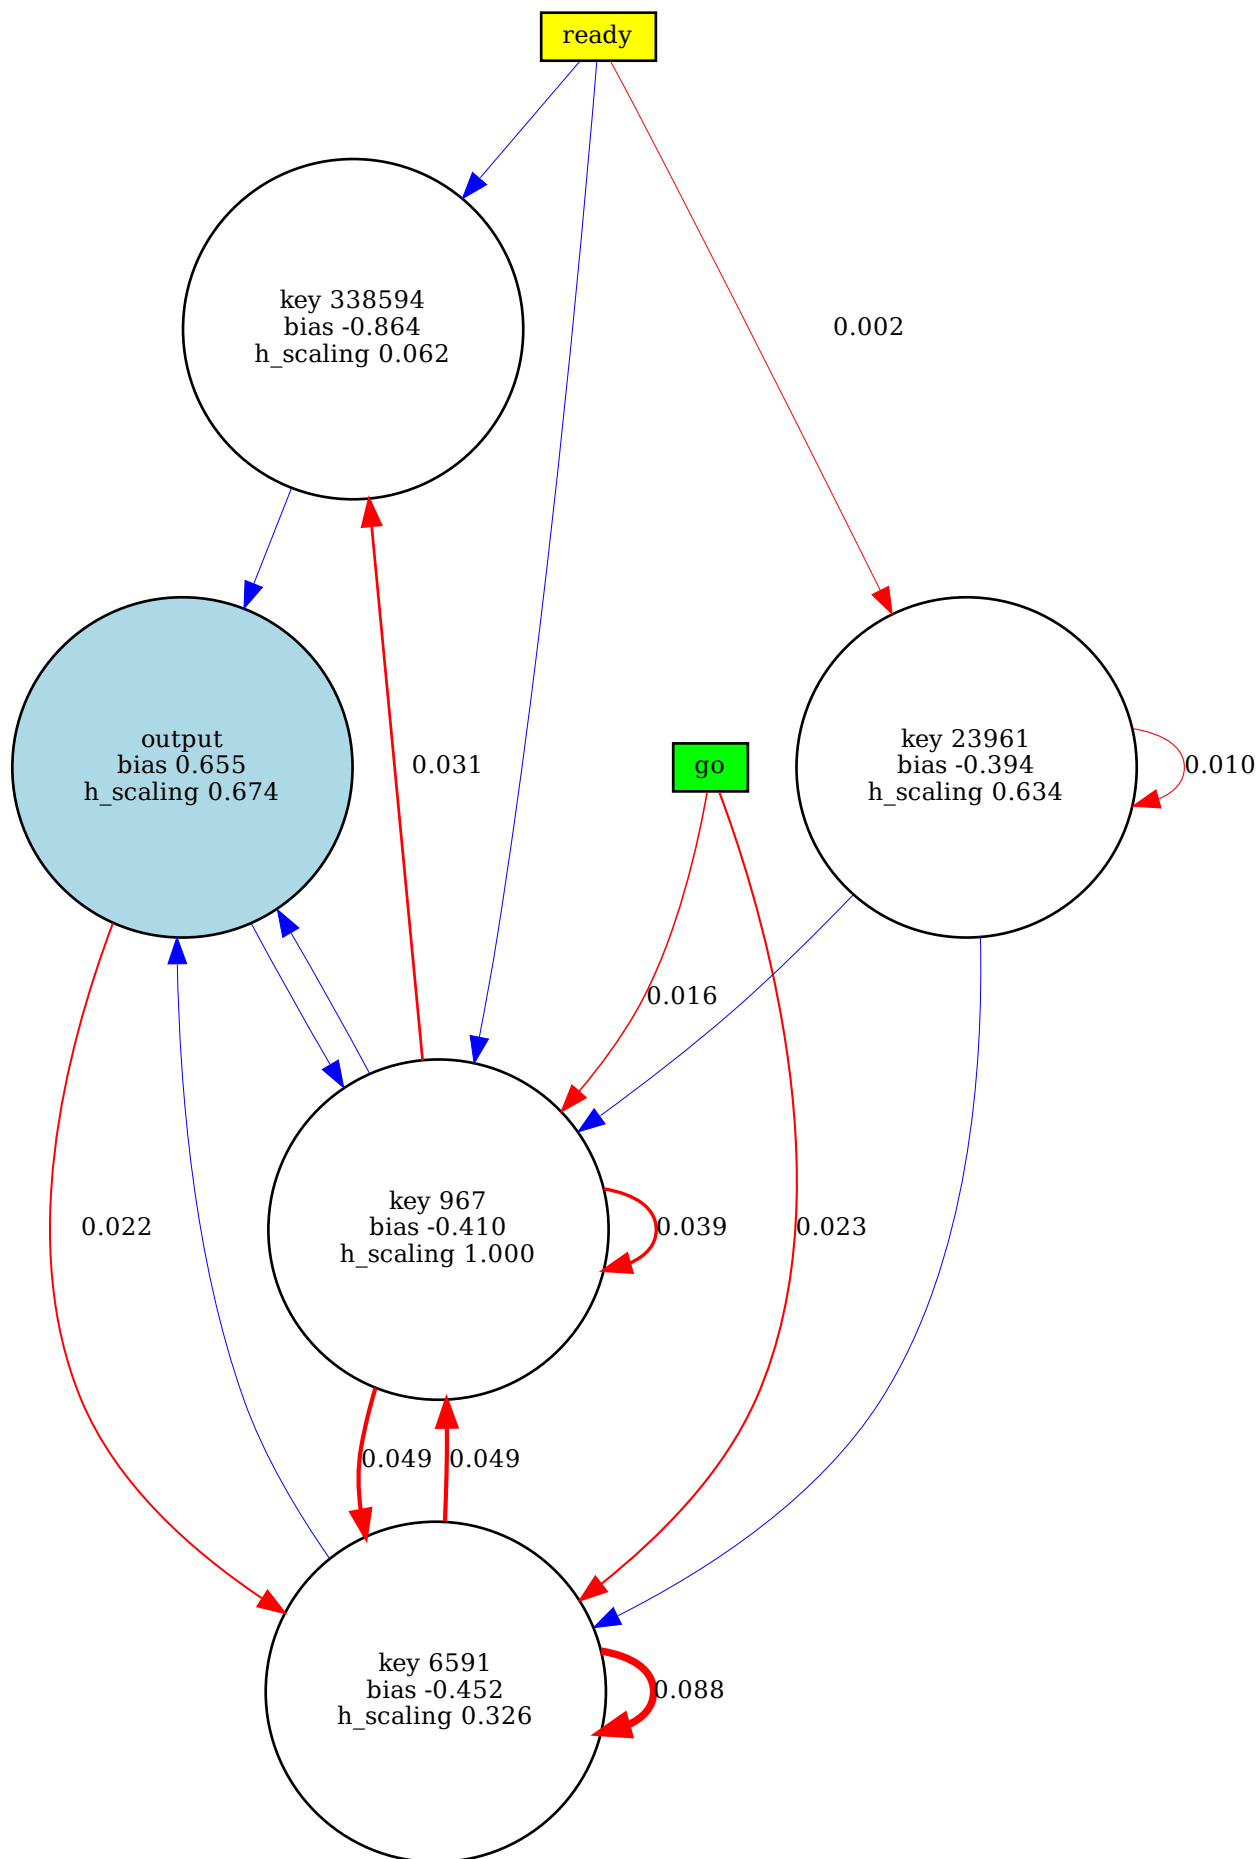 ready
key 338594
bias -0.864
h_scaling 0.062
0.002
output
bias 0.655
h_scaling 0.674
0.031
go
key 23961
bias -0.394
h_scaling 0.634
0.010
0.016
key 967
bias -0.410
h_scaling 1.000
0.022
0.039
0.023
0.049
0.049
key 6591
bias -0.452
h_scaling 0.326
0.088